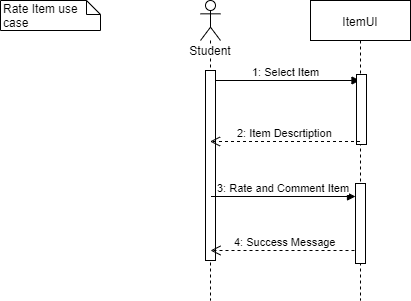 Rate Item use
case
Student
ItemUI
1: Select Item
2: Item Descrtiption
3: Rate and Comment Item
4: Success Message